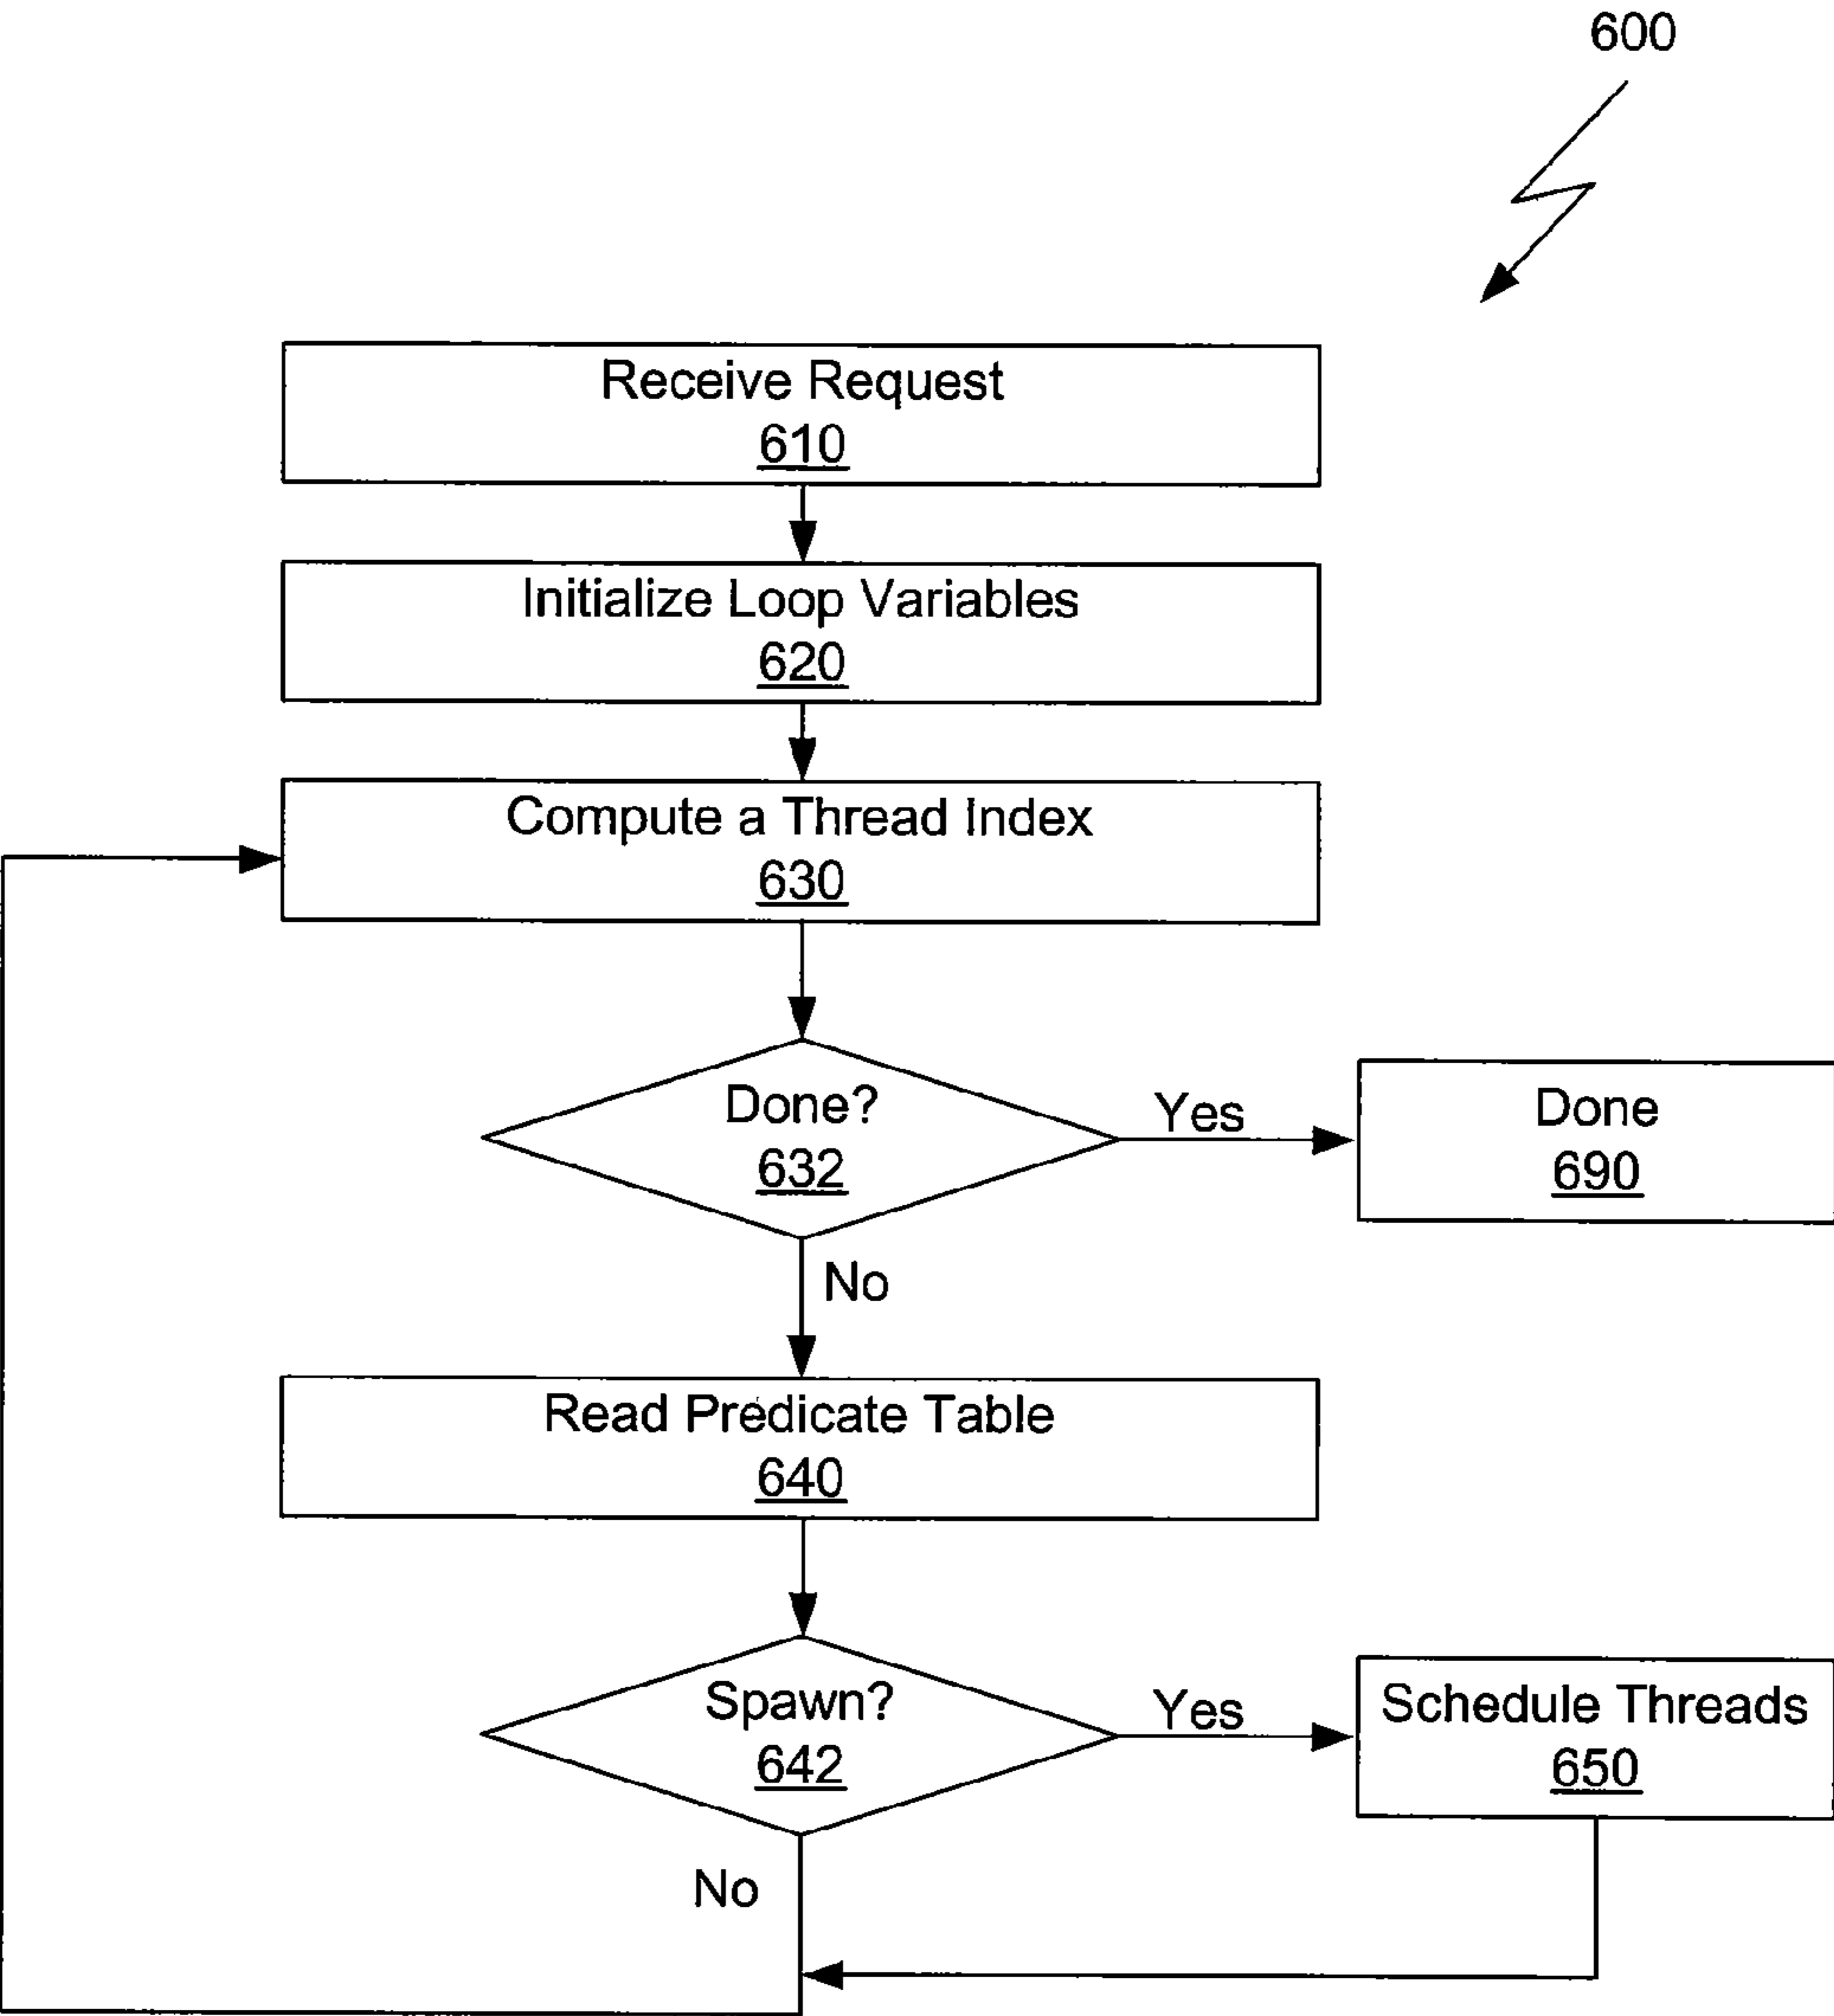 600
Receive Request
610
Initialize Loop Variables
620
Compute a Thread Index
630
Done?
632
Yes
Done
690
No
Read Predicate Table
640
Spawn?
642
Yes
Schedule Threads
650
No